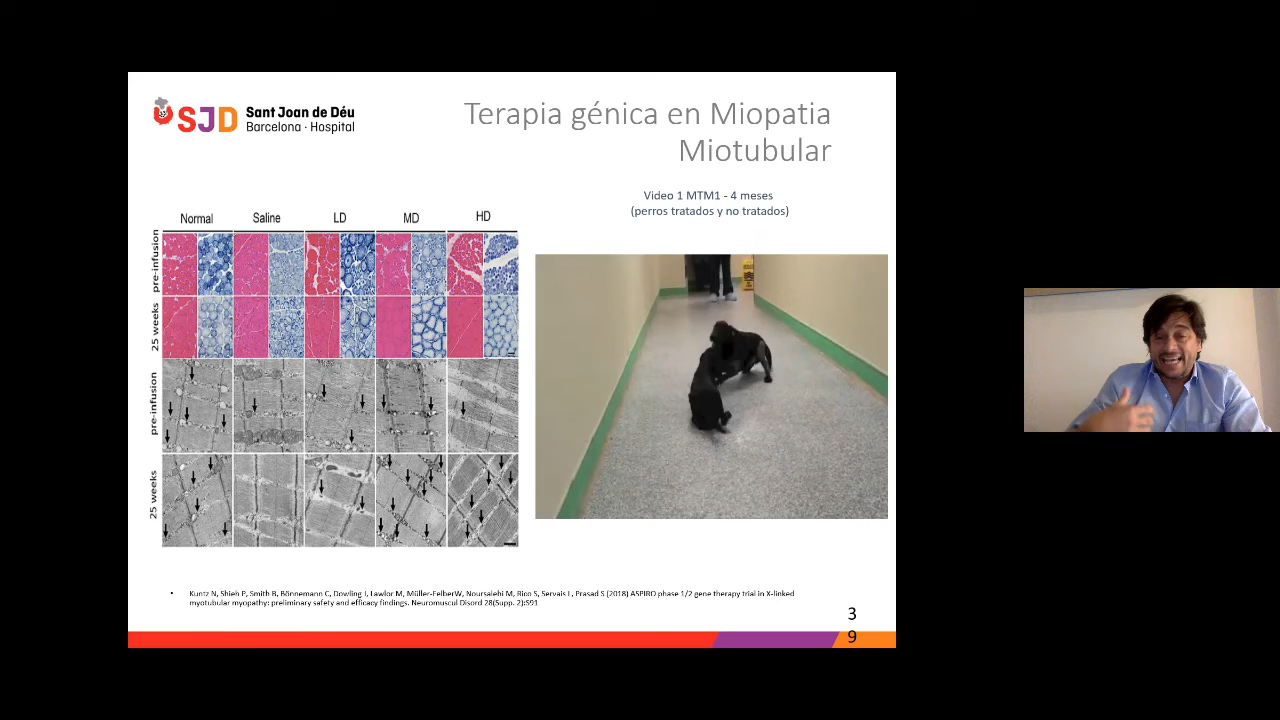 SJD Sant Joan de Déu
Barcelona · Hospital
Terapia génica en Miopatia
Miotubular
Video 1 MTM1 - 4 meses
(perros tratados y no tratados)
Normal Saline LD MD HD
pre-infusion
25 weeks
pre-infusion
25 weeks
• Kuntz N, Shieh P, Smith B, Bönnemann C, Dowling J, Lawlor M, Müller-FelberW, Noursalehi M, Rico S, Servais L, Prasad S (2018) ASPIRO phase 1/2 gene therapy trial in X-linked
myotubular myopathy: preliminary safety and efficacy findings. Neuromuscul Disord 28(Supp. 2):S91
3
9